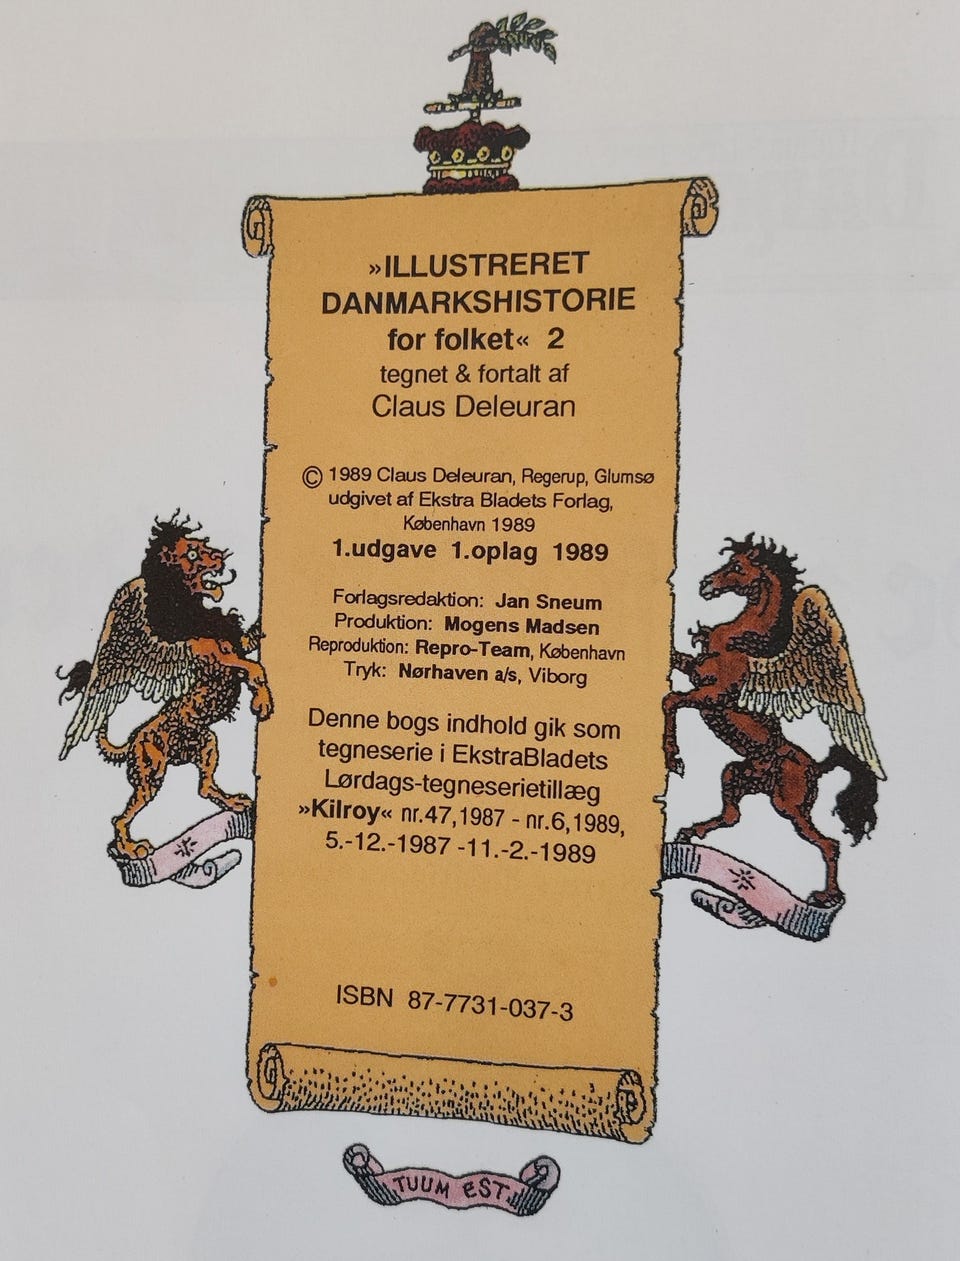 »ILLUSTRERET
DANMARKSHISTORIE
for folket« 2
tegnet & fortalt af
Claus Deleuran
© 1989 Claus Deleuran, Regerup, Glumsø
udgivet af Ekstra Bladets Forlag,
København 1989
1.udgave 1.oplag 1989
Forlagsredaktion: Jan Sneum
Produktion: Mogens Madsen
Reproduktion: Repro-Team, København
Tryk: Nørhaven a/s, Viborg
Denne bogs indhold gik som
tegneserie i EkstraBladets
Lørdags-tegneserietillæg
»Kilroy« nr.47,1987 - nr.6,1989,
5.-12.-1987 -11.-2.-1989
ISBN 87-7731-037-3
TUUM EST